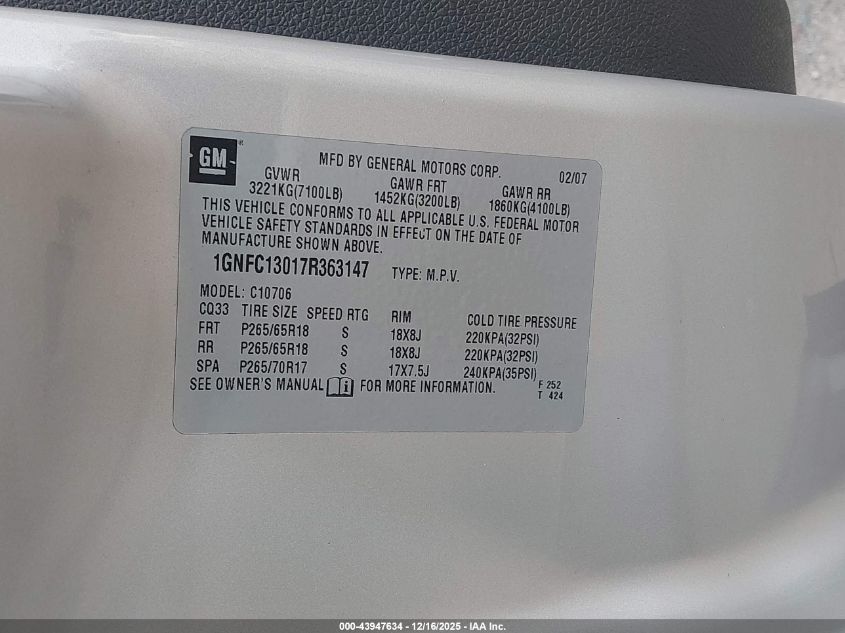 GM ®
MFD BY GENERAL MOTORS CORP. 02/07
GVWR GAWR FRT GAWR RR
3221KG(7100LB) 1452KG(3200LB) 1860KG(4100LB)
THIS VEHICLE CONFORMS TO ALL APPLICABLE U.S. FEDERAL MOTOR
VEHICLE SAFETY STANDARDS IN EFFECT ON THE DATE OF
MANUFACTURE SHOWN ABOVE.
1GNFC13017R363147 TYPE: M.P.V.
MODEL: C10706
CQ33 TIRE SIZE SPEED RTG RIM COLD TIRE PRESSURE
FRT P265/65R18 S 18X8J 220KPA(32PSI)
RR P265/65R18 S 18X8J 220KPA(32PSI)
SPA P265/70R17 S 17X7.5J 240KPA(35PSI)
SEE OWNER'S MANUAL i FOR MORE INFORMATION. F 252
T 424
000-43947634 - 12/16/2025 - IAA Inc.